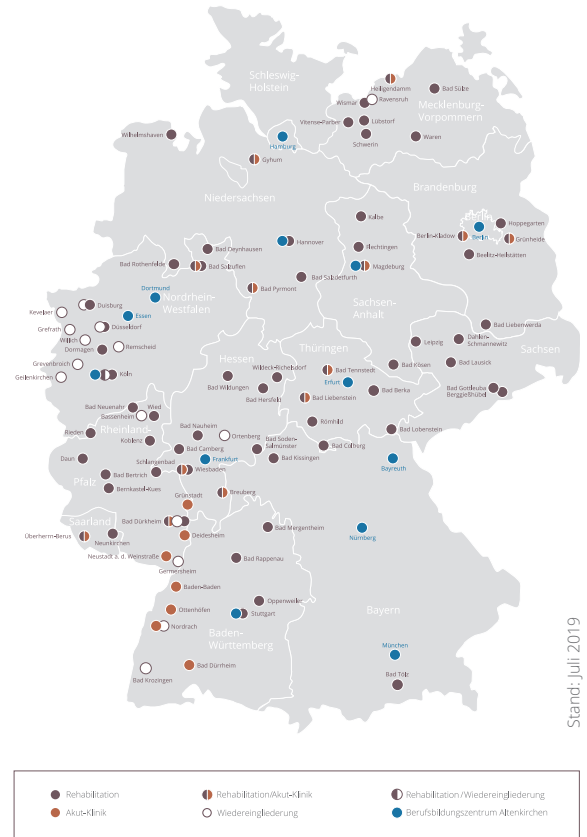 Schleswig-
Holstein
Heiligendamm
Ravensruh
Bad Sülze
Wismar
Mecklenburg-
Vorpommern
Vitense-Parber
Lübstorf
Wilhelmshaven
Hamburg
Schwerin
Waren
Gyhum
Niedersachsen
Brandenburg
Kalbe
Berlin
Hoppegarten
Berlin-Kladow
Berlin
Grünheide
Bad Oeynhausen
Hannover
Flechtingen
Beelitz-Heilstätten
Bad Rothenfelde
Bad Salzuflen
Magdeburg
Bad Salzdetfurth
Dortmund
Bad Pyrmont
Nordrhein-
Westfalen
Sachsen-
Anhalt
Kevelaer
Duisburg
Essen
Grefrath
Düsseldorf
Bad Liebenwerda
Willich
Remscheid
Leipzig
Dahlen-
Schmannewitz
Sachsen
Dormagen
Hessen
Thüringen
Grevenbroich
Wildeck-Richelsdorf
Bad Tennstedt
Bad Kösen
Bad Lausick
Geilenkirchen
Köln
Bad Wildungen
Erfurt
Bad Hersfeld
Bad Liebenstein
Bad Berka
Bad Gottleuba
Berggießhübel
Bad Neuenahr
Wied
Bassenheim
Rheinland-
Pfalz
Rieden
Koblenz
Bad Nauheim
Ortenberg
Römhild
Bad Lobenstein
Bad Soden-
Salmünster
Bad Colberg
Daun
Schlangenbad
Bad Camberg
Frankfurt
Bad Kissingen
Bayreuth
Bad Bertrich
Wiesbaden
Bernkastel-Kues
Grünstadt
Breuberg
Saarland
Bad Dürkheim
Bad Mergentheim
Nürnberg
Überherrn-Berus
Neunkirchen
Deidesheim
Neustadt a. d. Weinstraße
Germersheim
Bad Rappenau
Baden-Baden
Oppenweiler
Ottenhöfen
Stuttgart
Bayern
Nordrach
Baden-
Württemberg
München
Bad Krozingen
Bad Dürrheim
Bad Tölz
Stand: Juli 2019
Rehabilitation
Rehabilitation/Akut-Klinik
Rehabilitation/Wiedereingliederung
Akut-Klinik
Wiedereingliederung
Berufsbildungszentrum Altenkirchen